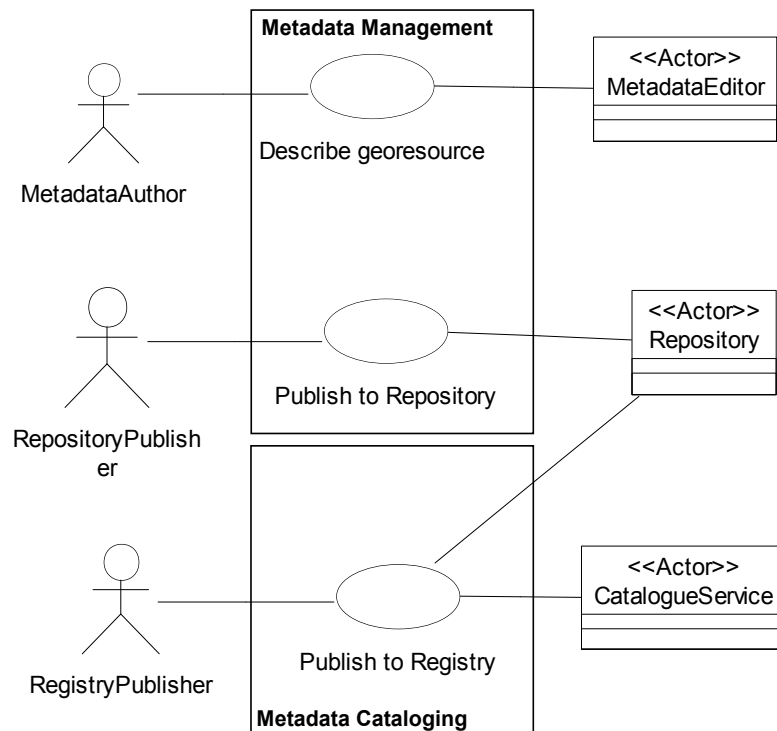 Metadata Management
<<Actor>>
MetadataEditor
Describe georesource
MetadataAuthor
<<Actor>>
Repository
Publish to Repository
RepositoryPublish
er
<<Actor>>
CatalogueService
Publish to Registry
RegistryPublisher
Metadata Cataloging